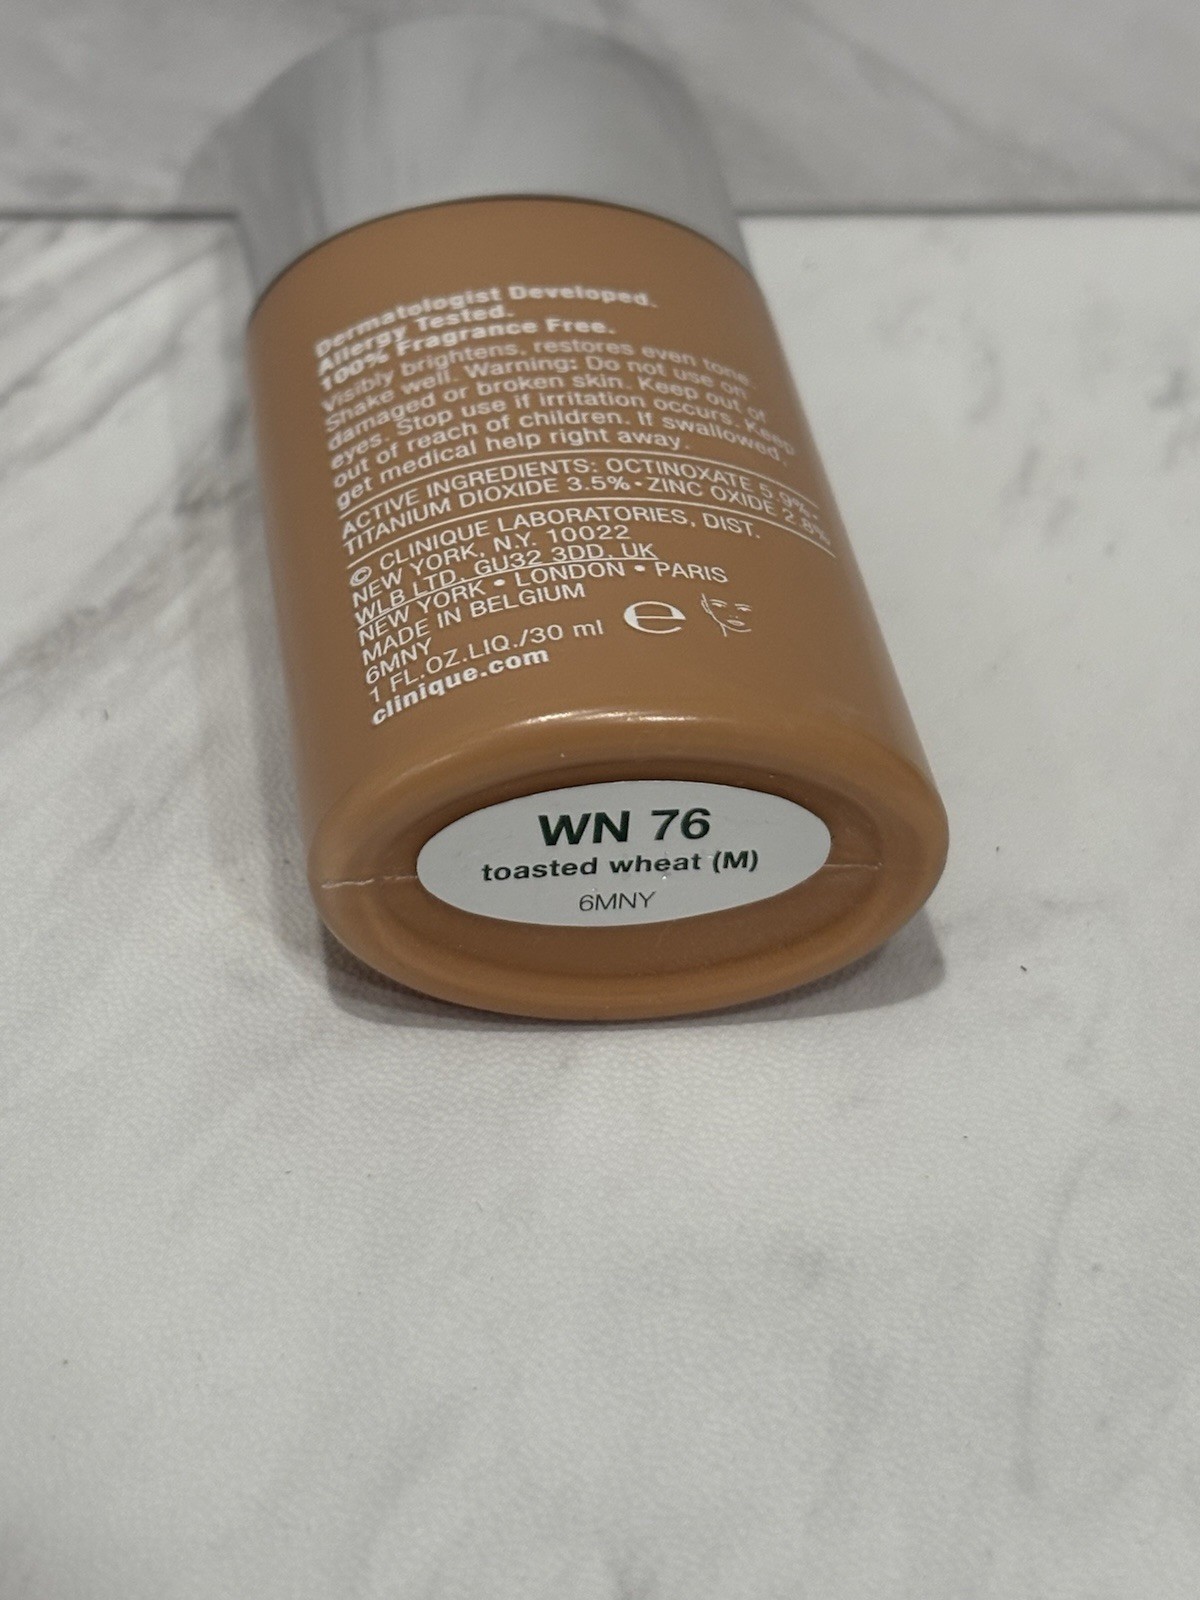 Dermatologist Developed.
Allergy Tested.
100% Fragrance Free.
Visibly brightens, restores even tone.
Shake well. Warning: Do not use on
damaged or broken skin. Keep out of
eyes. Stop use if irritation occurs. Keep
out of reach of children. If swallowed,
get medical help right away.
ACTIVE INGREDIENTS: OCTINOXATE 5.9% •
TITANIUM DIOXIDE 3.5% • ZINC OXIDE 2.8%
© CLINIQUE LABORATORIES, DIST.
NEW YORK, N.Y. 10022
WLB LTD, GU32 3DD, UK
NEW YORK • LONDON • PARIS
MADE IN BELGIUM
6MNY
1 FL.OZ.LIQ./30 ml e
clinique.com
WN 76
toasted wheat (M)
6MNY